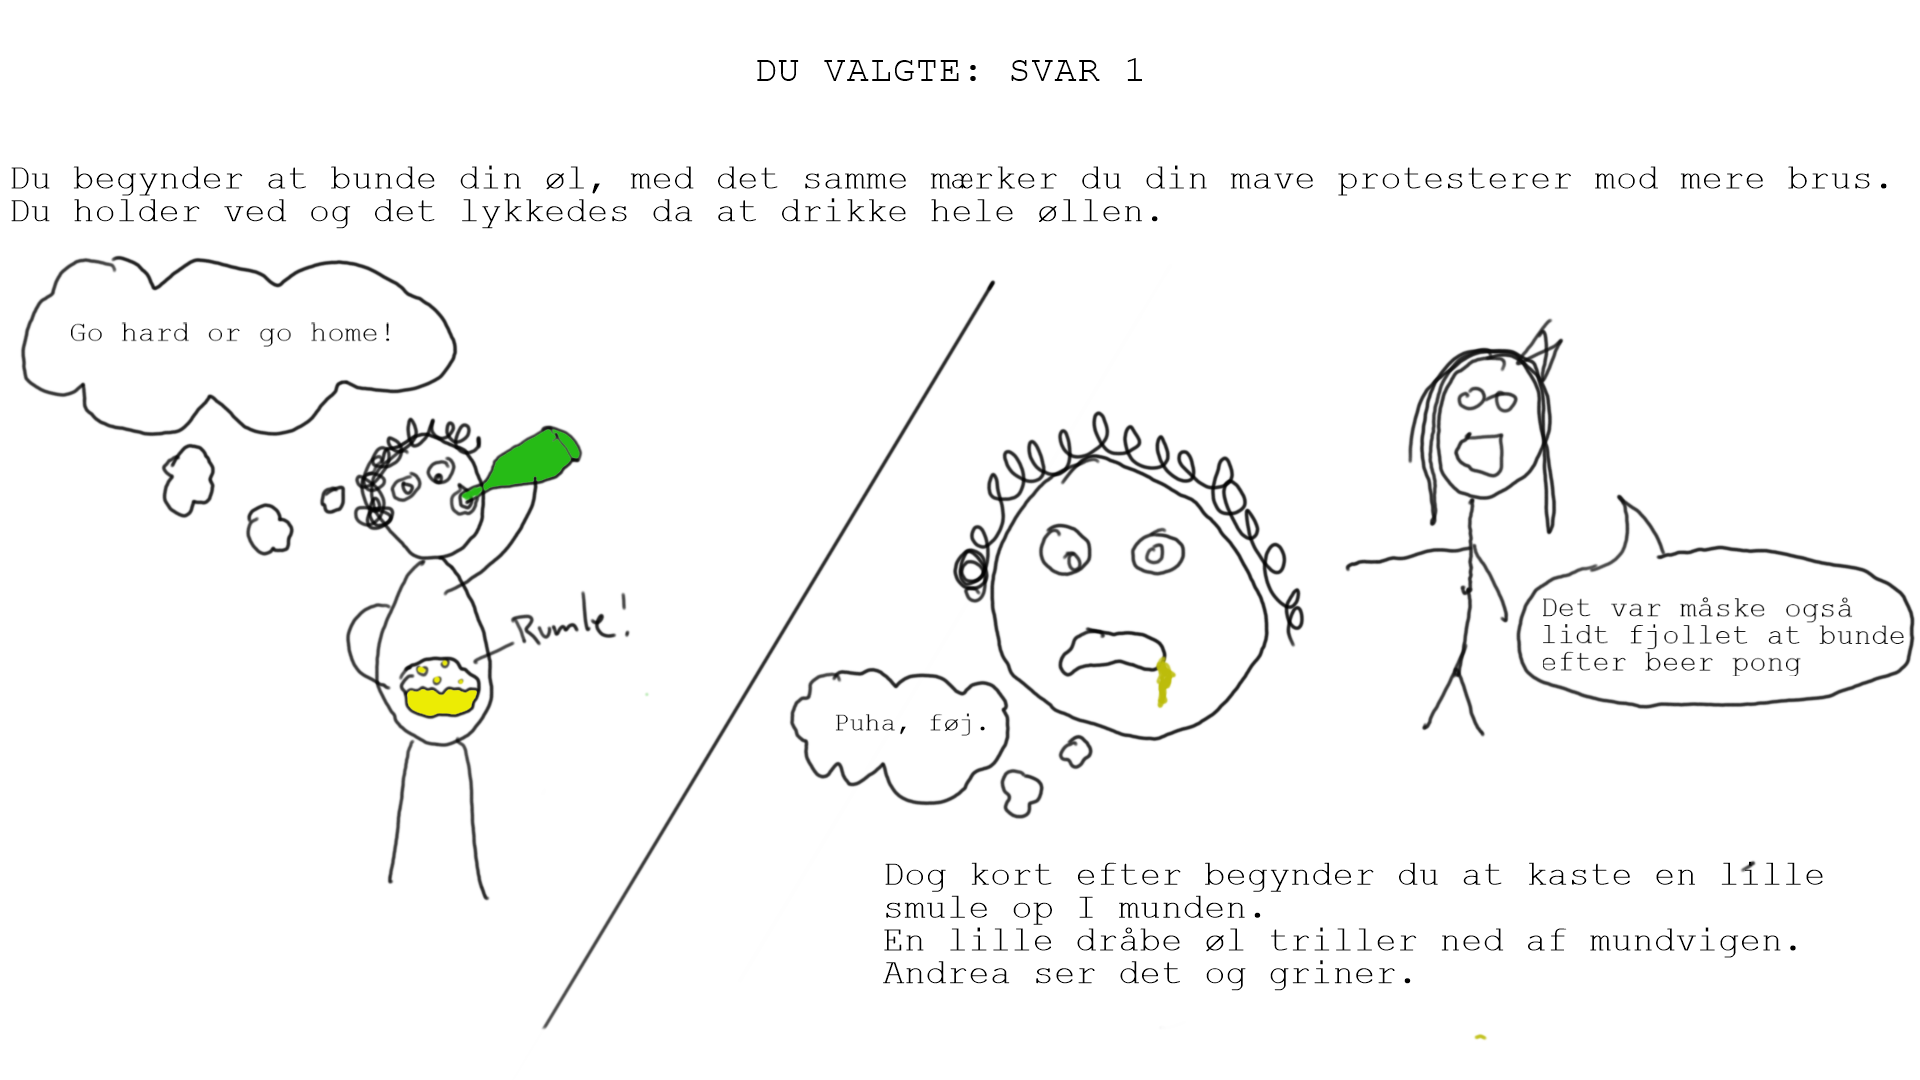 DU VALGTE: SVAR 1
Du begynder at bunde din øl, med det samme mærker du din mave protesterer mod mere brus.
Du holder ved og det lykkedes da at drikke hele øllen.
Go hard or go home!
Rumle!
Det var måske også
lidt fjollet at bunde
efter beer pong
Puha, føj.
Dog kort efter begynder du at kaste en lille
smule op I munden.
En lille dråbe øl triller ned af mundvigen.
Andrea ser det og griner.